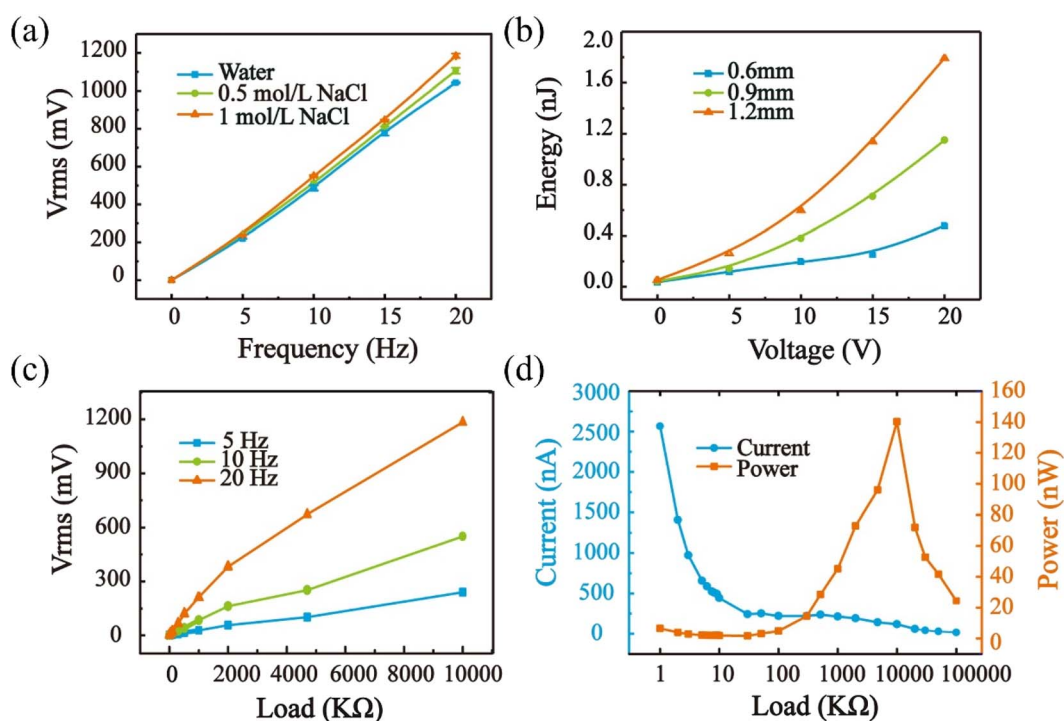 (a)
1200
1000
800
600
400
200
0
Vrms (mV)
Water
0.5 mol/L NaCl
1 mol/L NaCl
0 5 10 15 20
Frequency (Hz)
(b)
2.0
1.6
1.2
0.8
0.4
0.0
Energy (nJ)
0.6mm
0.9mm
1.2mm
0 5 10 15 20
Voltage (V)
(c)
1200
900
600
300
0
Vrms (mV)
5 Hz
10 Hz
20 Hz
0 2000 4000 6000 8000 10000
Load (KΩ)
(d)
3000
2500
2000
1500
1000
500
0
Current (nA)
Current
Power
160
140
120
100
80
60
40
20
0
Power (nW)
1 10 100 1000 10000 100000
Load (KΩ)